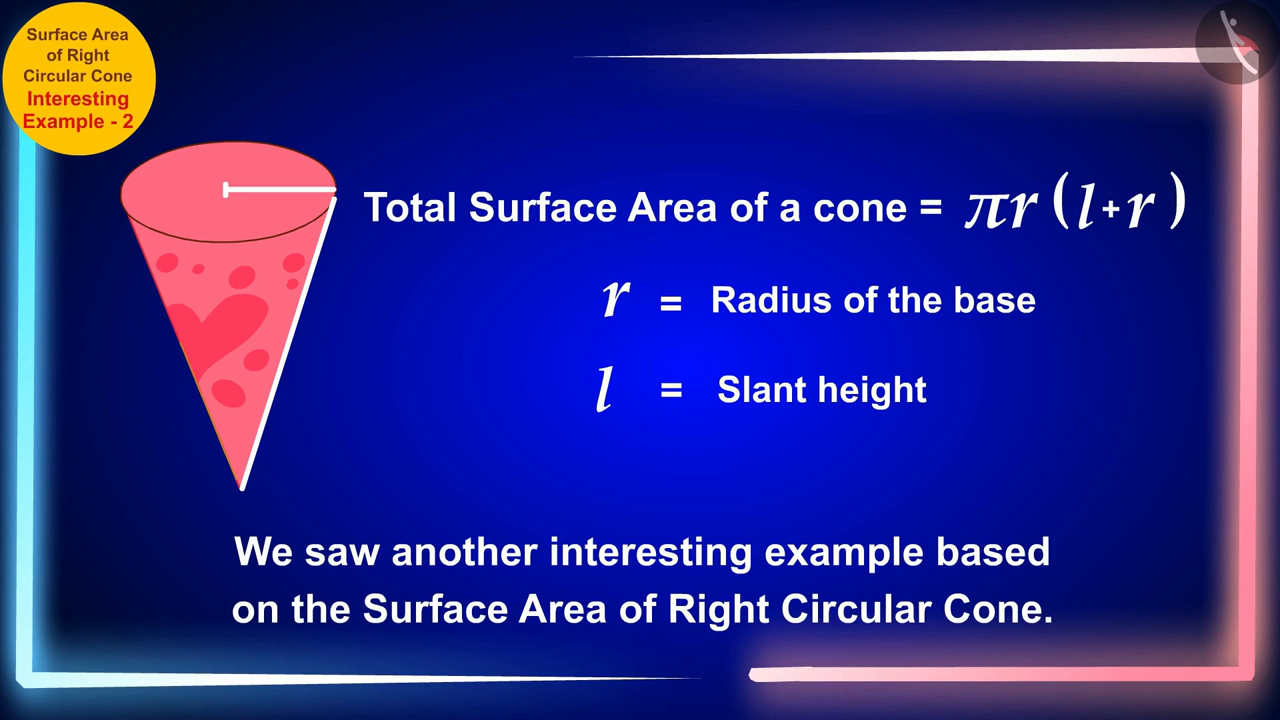 Surface Area
of Right
Circular Cone
Interesting
Example - 2
Total Surface Area of a cone = πr (l+r)
r = Radius of the base
l = Slant height
We saw another interesting example based
on the Surface Area of Right Circular Cone.